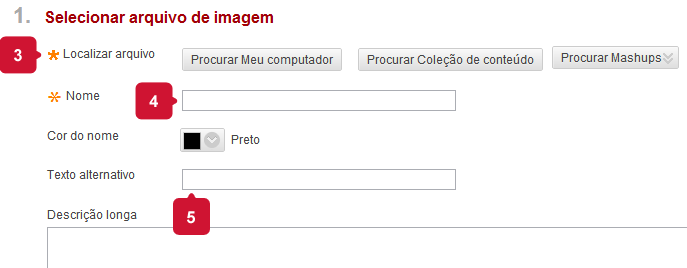 1. Selecionar arquivo de imagem
3 * Localizar arquivo Procurar Meu computador Procurar Coleção de conteúdo Procurar Mashups
* Nome 4
Cor do nome Preto
Texto alternativo
5
Descrição longa